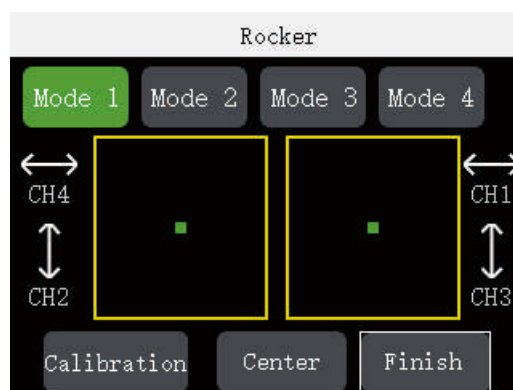 Rocker
Mode 1 Mode 2 Mode 3 Mode 4
CH4 CH1
CH2 CH3
Calibration Center Finish